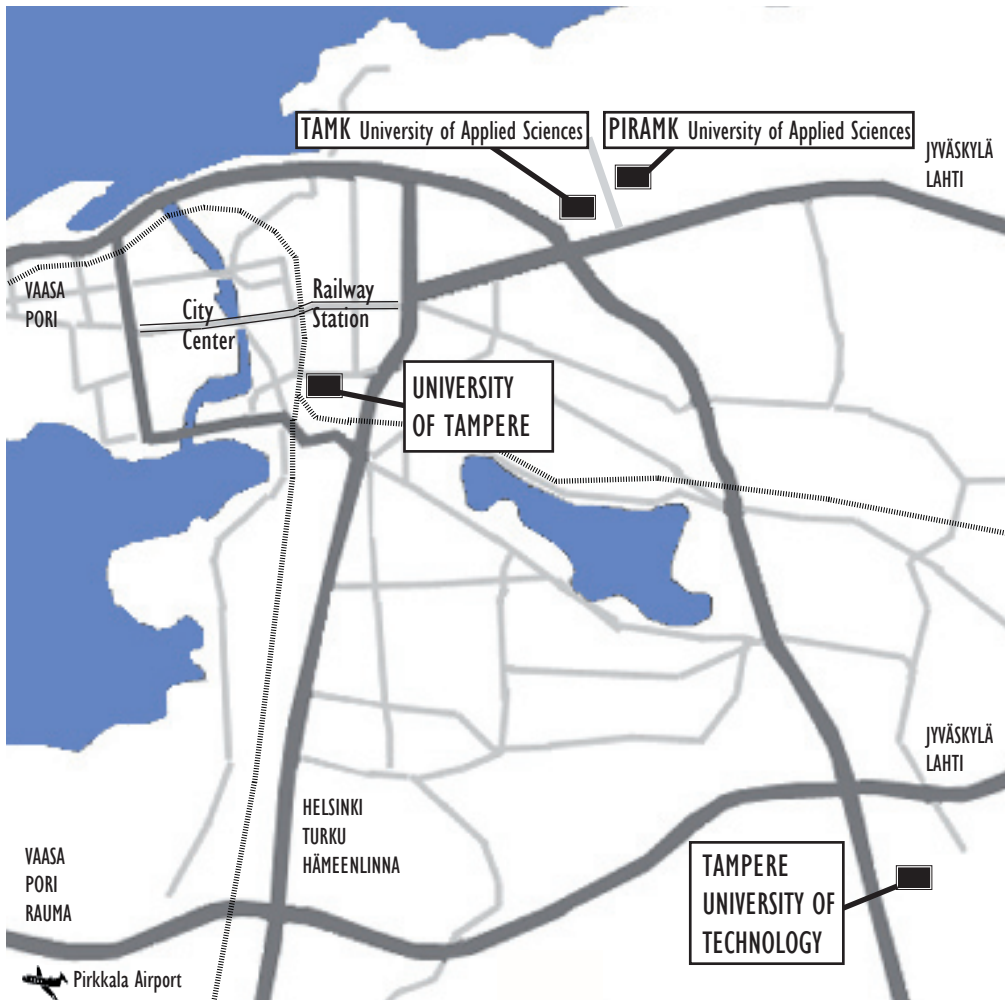 TAMK University of Applied Sciences
PIRAMK University of Applied Sciences
JYVÄSKYLÄ
LAHTI
VAASA
PORI
City
Center
Railway
Station
UNIVERSITY
OF TAMPERE
JYVÄSKYLÄ
LAHTI
HELSINKI
TURKU
HÄMEENLINNA
VAASA
PORI
RAUMA
TAMPERE
UNIVERSITY OF
TECHNOLOGY
Pirkkala Airport